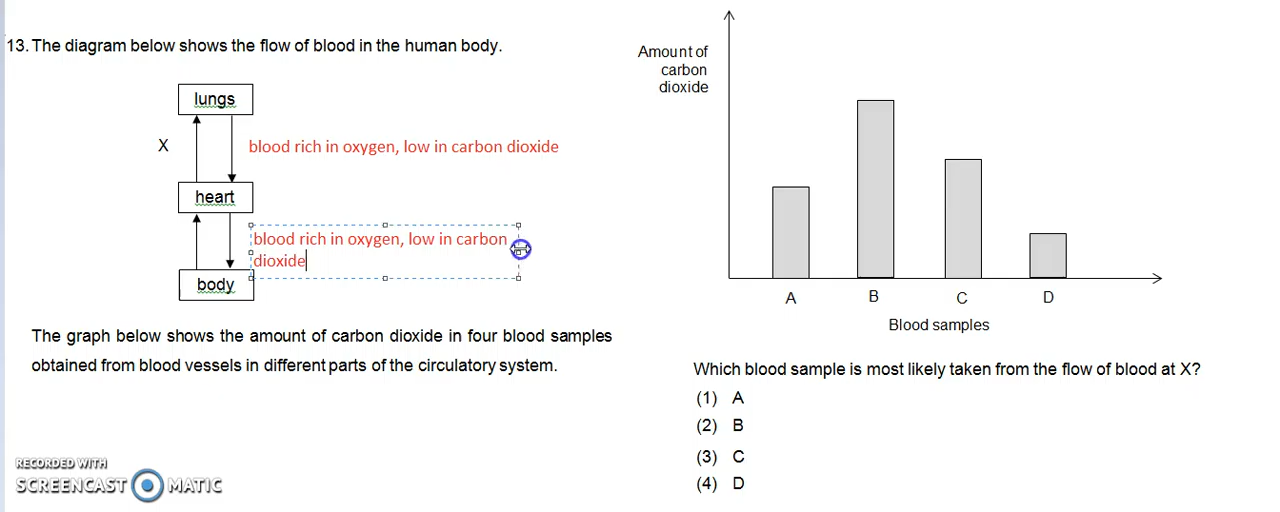 13. The diagram below shows the flow of blood in the human body.
lungs
X
blood rich in oxygen, low in carbon dioxide
heart
blood rich in oxygen, low in carbon
dioxide
body
The graph below shows the amount of carbon dioxide in four blood samples
obtained from blood vessels in different parts of the circulatory system.
RECORDED WITH
SCREENCAST MATIC
Amount of
carbon
dioxide
A B C D
Blood samples
Which blood sample is most likely taken from the flow of blood at X?
(1) A
(2) B
(3) C
(4) D